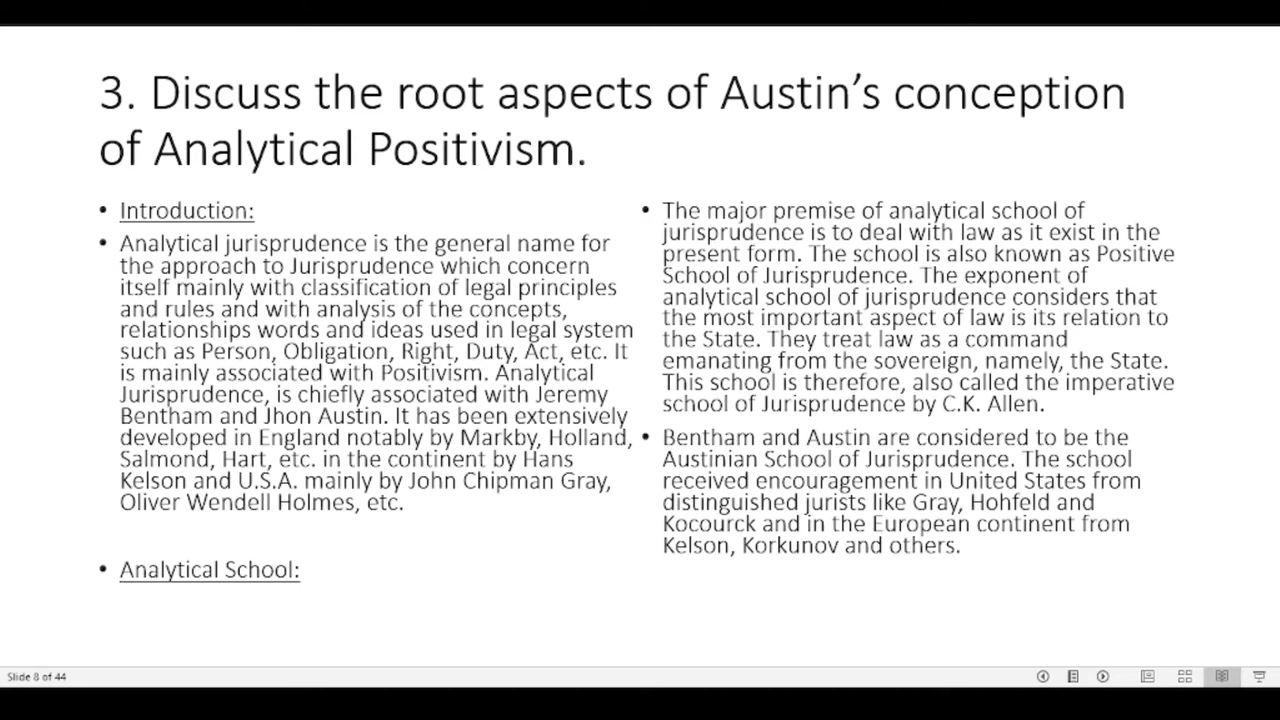 3. Discuss the root aspects of Austin's conception
of Analytical Positivism.
• Introduction:
• Analytical jurisprudence is the general name for
the approach to Jurisprudence which concern
itself mainly with classification of legal principles
and rules and with analysis of the concepts,
relationships words and ideas used in legal system
such as Person, Obligation, Right, Duty, Act, etc. It
is mainly associated with Positivism. Analytical
Jurisprudence, is chiefly associated with Jeremy
Bentham and Jhon Austin. It has been extensively
developed in England notably by Markby, Holland,
Salmond, Hart, etc. in the continent by Hans
Kelson and U.S.A. mainly by John Chipman Gray,
Oliver Wendell Holmes, etc.
• Analytical School:
• The major premise of analytical school of
jurisprudence is to deal with law as it exist in the
present form. The school is also known as Positive
School of Jurisprudence. The exponent of
analytical school of jurisprudence considers that
the most important aspect of law is its relation to
the State. They treat law as a command
emanating from the sovereign, namely, the State.
This school is therefore, also called the imperative
school of Jurisprudence by C.K. Allen.
• Bentham and Austin are considered to be the
Austinian School of Jurisprudence. The school
received encouragement in United States from
distinguished jurists like Gray, Hohfeld and
Kocourck and in the European continent from
Kelson, Korkunov and others.
Slide 8 of 44